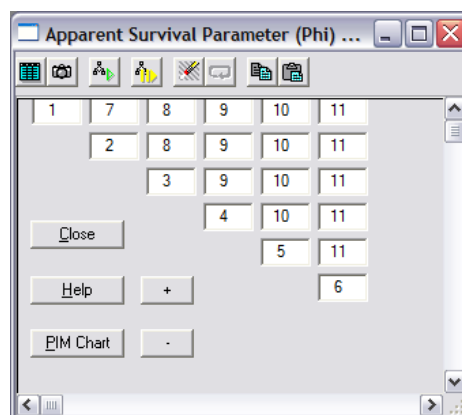 Apparent Survival Parameter (Phi) ...
1 7 8 9 10 11
2 8 9 10 11
3 9 10 11
4 10 11
Close
5 11
Help + 6
PIM Chart -